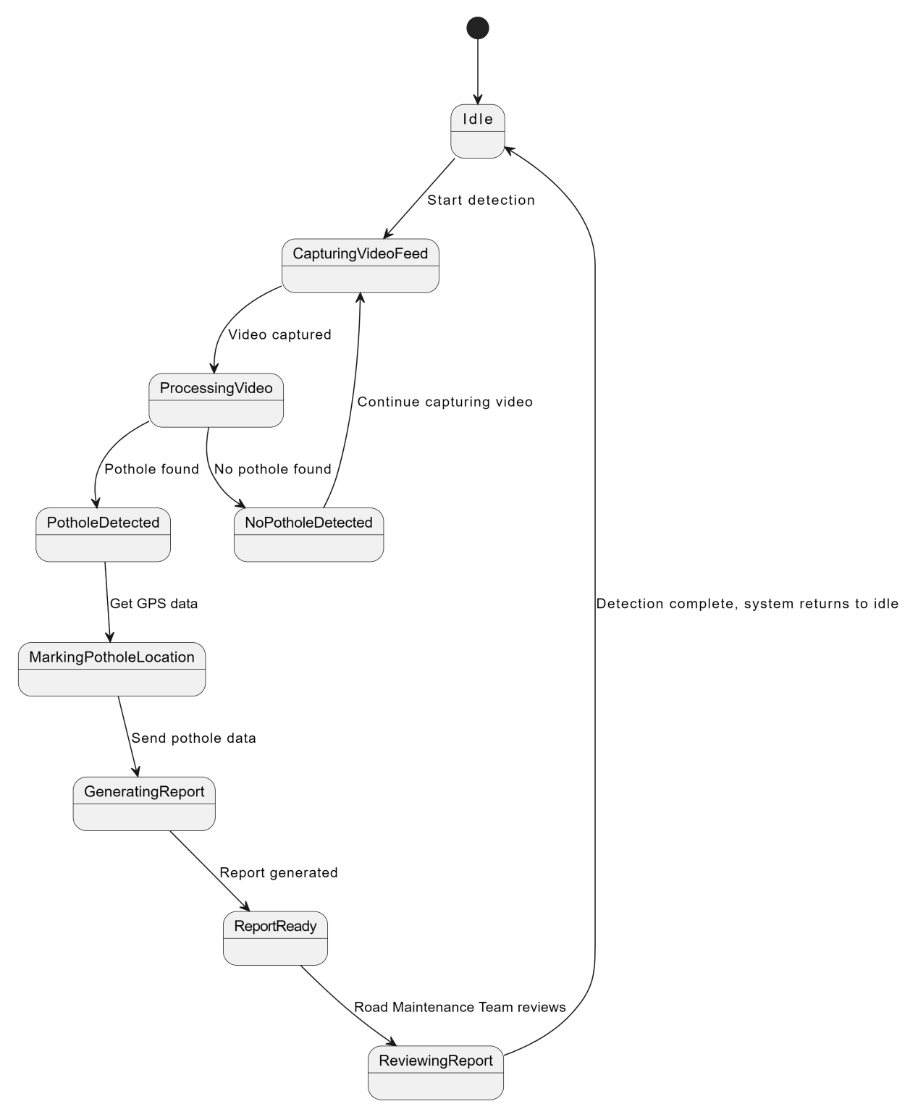 Idle
Start detection
CapturingVideoFeed
Video captured
ProcessingVideo
Continue capturing video
Pothole found
No pothole found
PotholeDetected
NoPotholeDetected
Get GPS data
Detection complete, system returns to idle
MarkingPotholeLocation
Send pothole data
GeneratingReport
Report generated
ReportReady
Road Maintenance Team reviews
ReviewingReport